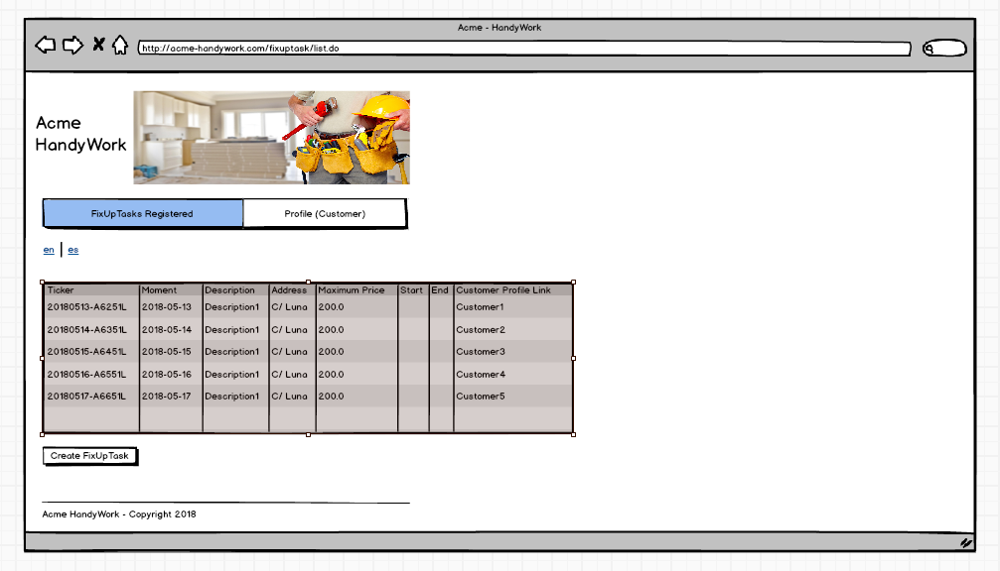 Acme - HandyWork
http://acme-handywork.com/fixuptask/list.do
Acme
HandyWork
FixUpTasks Registered Profile (Customer)
en es
Ticker Moment Description Address Maximum Price Start End Customer Profile Link
20180513-A6251L 2018-05-13 Description1 C/ Luna 200.0 Customer1
20180514-A6351L 2018-05-14 Description1 C/ Luna 200.0 Customer2
20180515-A6451L 2018-05-15 Description1 C/ Luna 200.0 Customer3
20180516-A6551L 2018-05-16 Description1 C/ Luna 200.0 Customer4
20180517-A6651L 2018-05-17 Description1 C/ Luna 200.0 Customer5
Create FixUpTask
Acme HandyWork - Copyright 2018